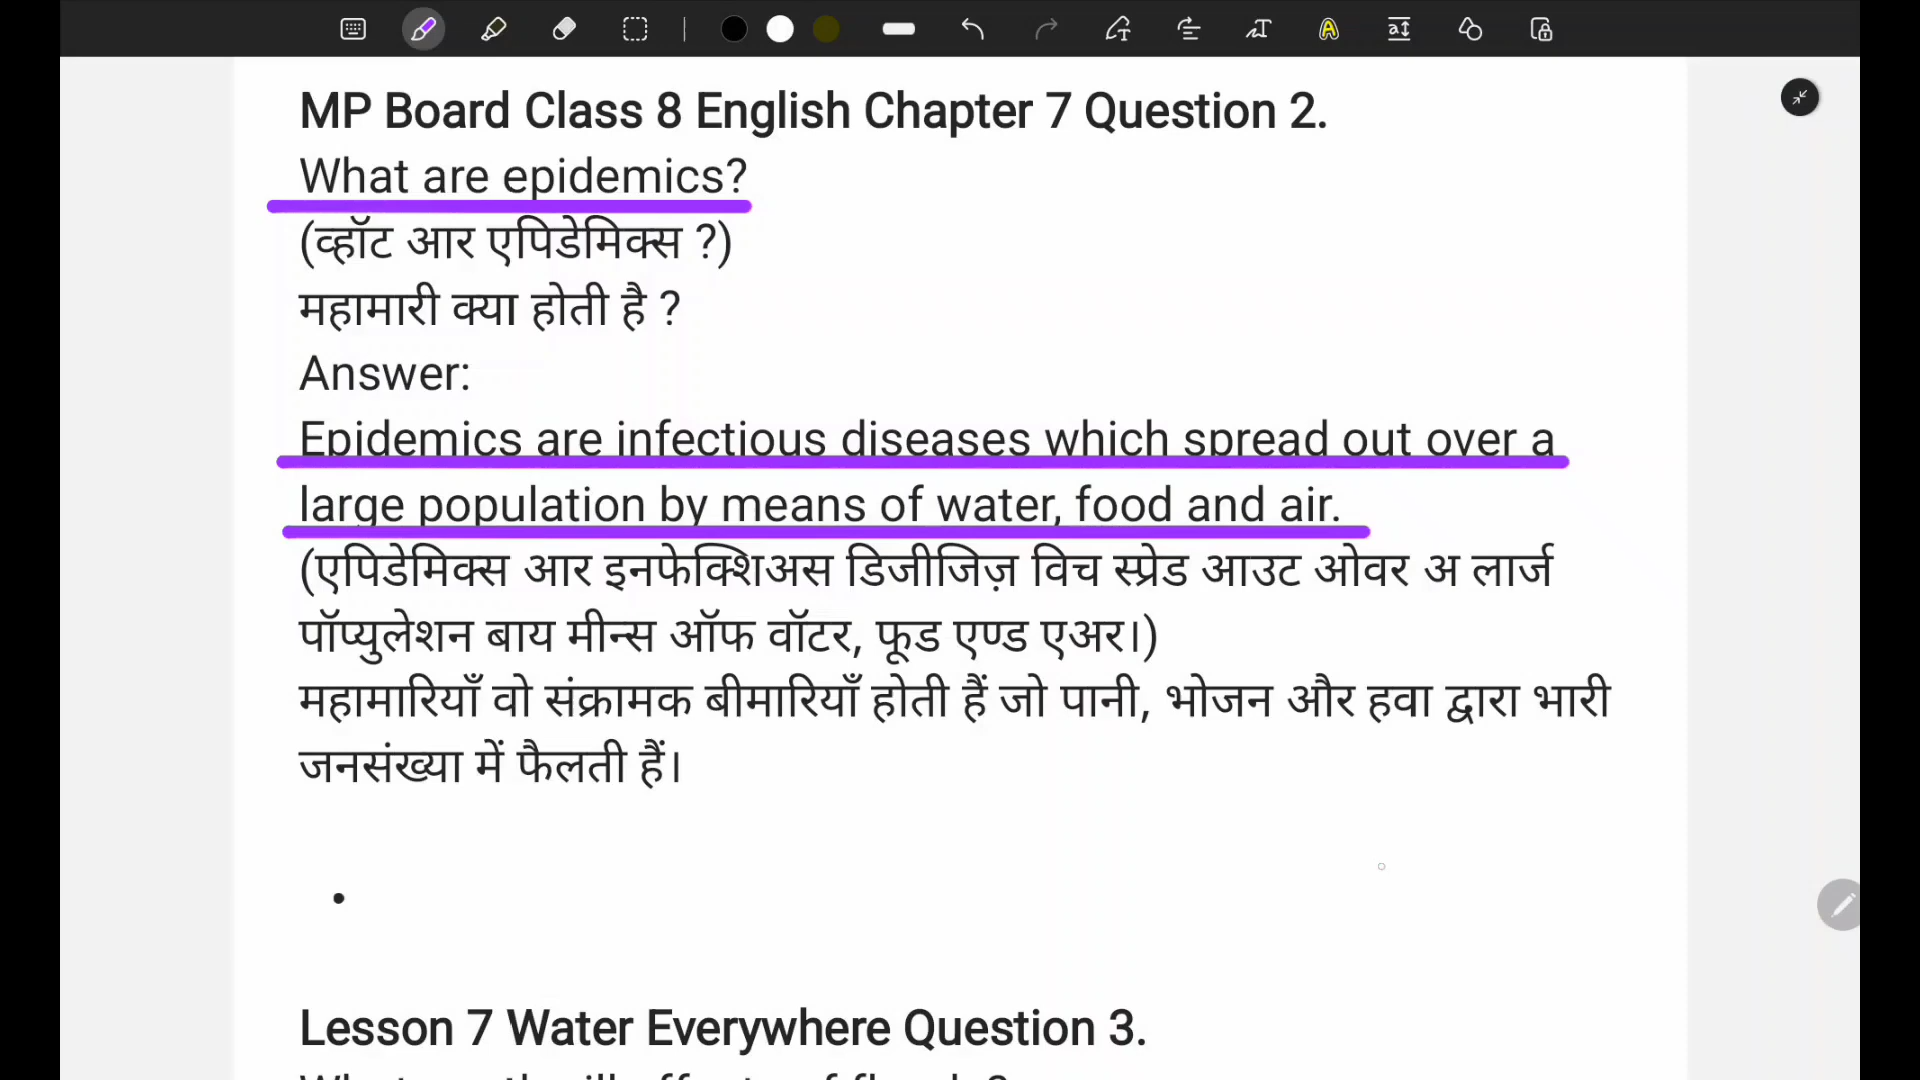 MP Board Class 8 English Chapter 7 Question 2.
What are epidemics?
(व्हॉट आर एपिडेमिक्स ?)
महामारी क्या होती है ?
Answer:
Epidemics are infectious diseases which spread out over a
large population by means of water, food and air.
(एपिडेमिक्स आर इनफेक्शिअस डिजीजिज़ विच स्प्रेड आउट ओवर अ लार्ज
पॉप्युलेशन बाय मीन्स ऑफ वॉटर, फूड एण्ड एअर।)
महामारियाँ वो संक्रामक बीमारियाँ होती हैं जो पानी, भोजन और हवा द्वारा भारी
जनसंख्या में फैलती हैं।
Lesson 7 Water Everywhere Question 3.